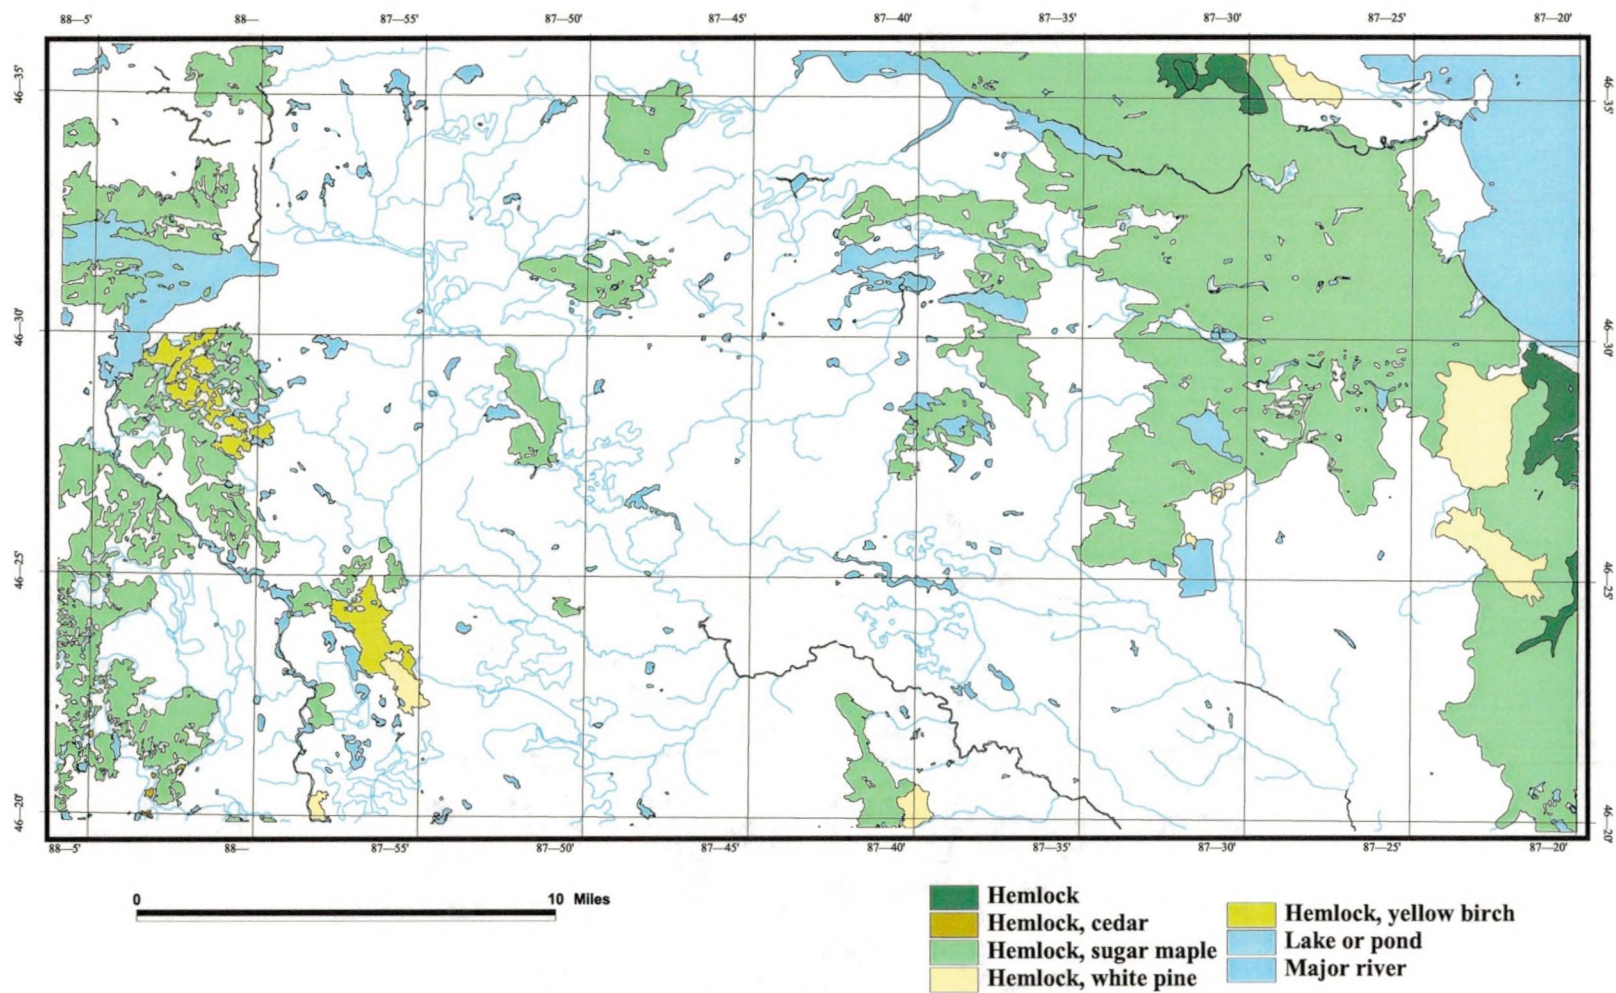 88—5' 88— 87—55' 87—50' 87—45' 87—40' 87—35' 87—30' 87—25' 87—20'
46—35' 46—35'
46—30' 46—30'
46—25' 46—25'
46—20' 46—20'
88—5' 88— 87—55' 87—50' 87—45' 87—40' 87—35' 87—30' 87—25' 87—20'
0 10 Miles
Hemlock
Hemlock, cedar
Hemlock, sugar maple
Hemlock, white pine
Hemlock, yellow birch
Lake or pond
Major river